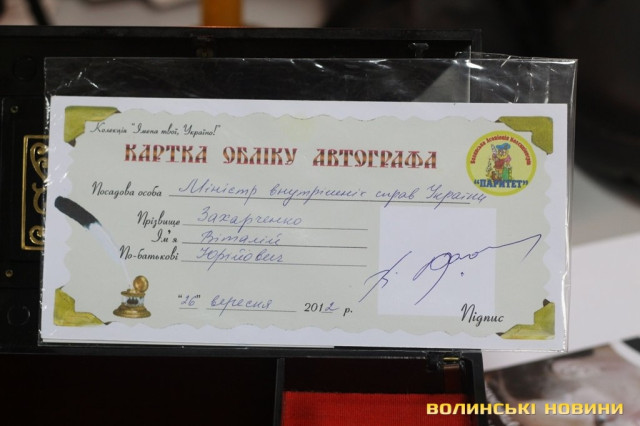 Колекція "Імена твої, Україно!"
КАРТКА ОБЛІКУ АВТОГРАФА
"ПАРИТЕТ"
Посадова особа Міністр внутрішніх справ України
Прізвище Захарченко
Ім'я Віталій
По-батькові Юрійович
"26" вересня 2012 р.
Підпис
ВОЛИНСЬКІ НОВИНИ